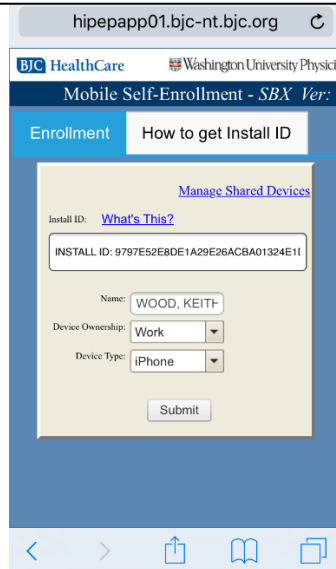 hipepapp01.bjc-nt.bjc.org
BJC HealthCare Washington University Physici
Mobile Self-Enrollment - SBX Ver:
Enrollment How to get Install ID
Manage Shared Devices
Install ID: What's This?
INSTALL ID: 9797E52E8DE1A29E26ACBA01324E1
Name: WOOD, KEITH
Device Ownership: Work
Device Type: iPhone
Submit